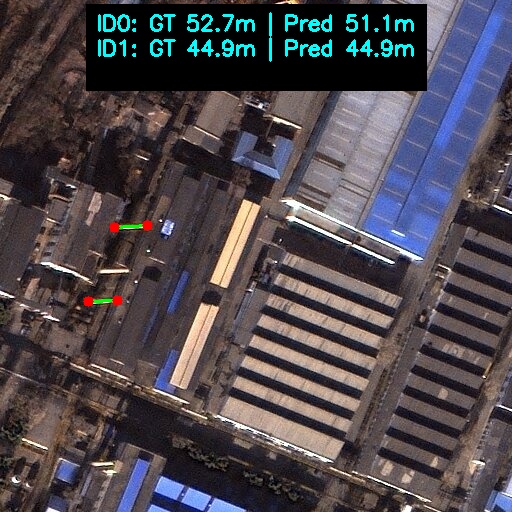 ID0: GT 52.7m | Pred 51.1m
ID1: GT 44.9m | Pred 44.9m